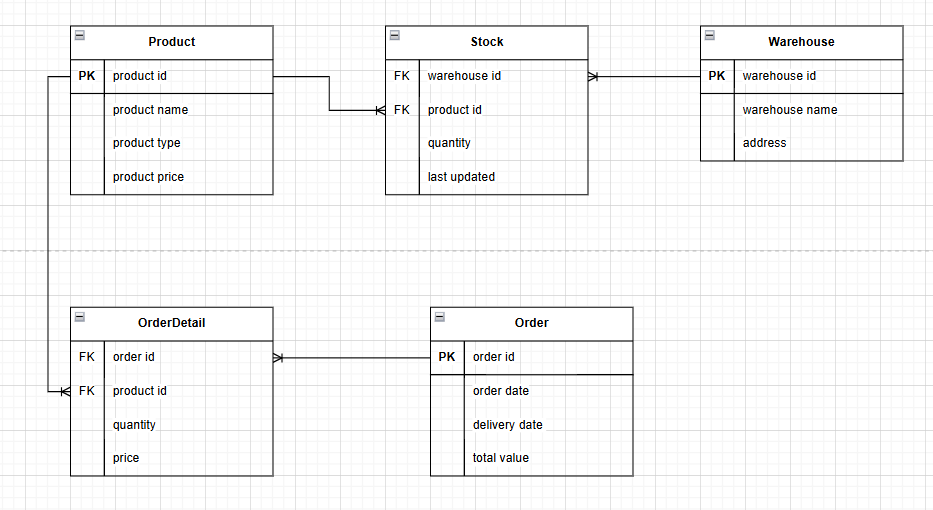 Product
PK product id
product name
product type
product price
Stock
FK warehouse id
FK product id
quantity
last updated
Warehouse
PK warehouse id
warehouse name
address
OrderDetail
FK order id
FK product id
quantity
price
Order
PK order id
order date
delivery date
total value